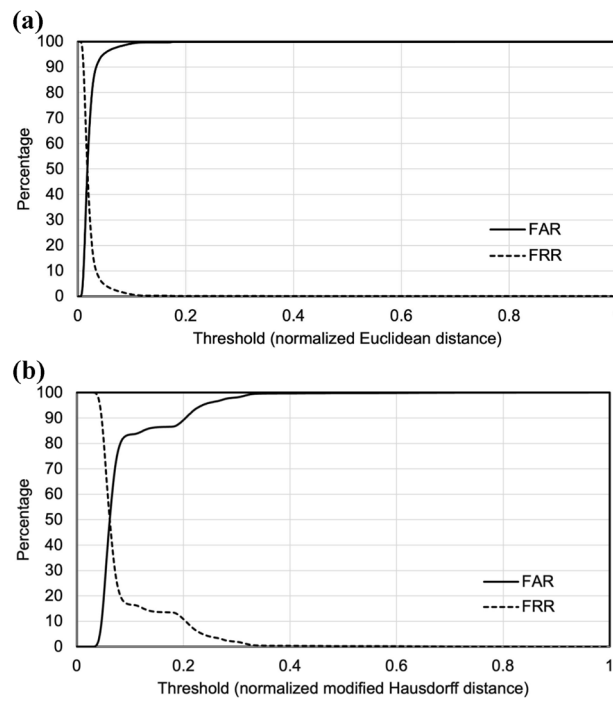 (a)
100
90
80
70
60
50
40
30
20
10
0
Percentage
FAR
FRR
0 0.2 0.4 0.6 0.8 1
Threshold (normalized Euclidean distance)
(b)
100
90
80
70
60
50
40
30
20
10
0
Percentage
FAR
FRR
0 0.2 0.4 0.6 0.8 1
Threshold (normalized modified Hausdorff distance)